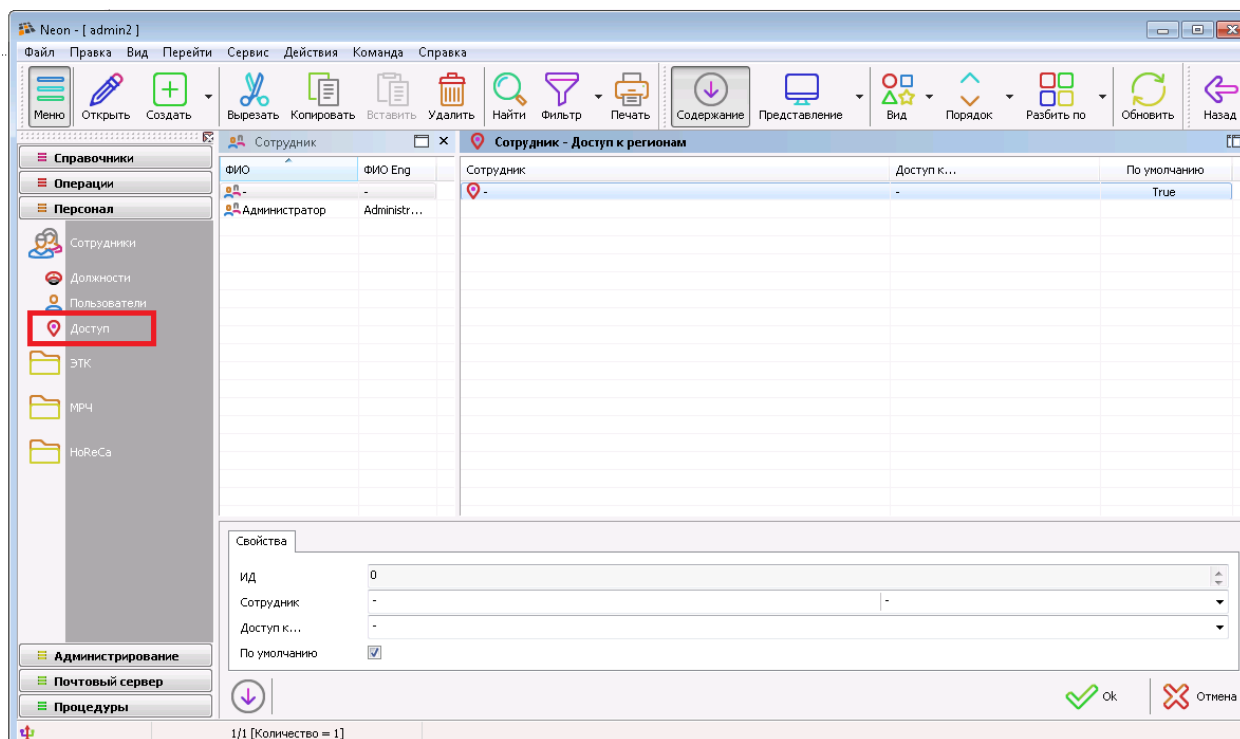 Neon - [ admin2 ]
Файл Правка Вид Перейти Сервис Действия Команда Справка
Меню Открыть Создать Вырезать Копировать Вставить Удалить Найти Фильтр Печать Содержание Представление Вид Порядок Разбить по Обновить Назад
Справочники
Операции
Персонал
Сотрудники
Должности
Пользователи
Доступ
ЭТК
МРЧ
HoReCa
Администрирование
Почтовый сервер
Процедуры
Сотрудник
ФИО ФИО Eng
- -
Администратор Administr...
Сотрудник - Доступ к регионам
Сотрудник Доступ к... По умолчанию
- - True
Свойства
ИД 0
Сотрудник - -
Доступ к... -
По умолчанию
Ok Отмена
1/1 [Количество = 1]